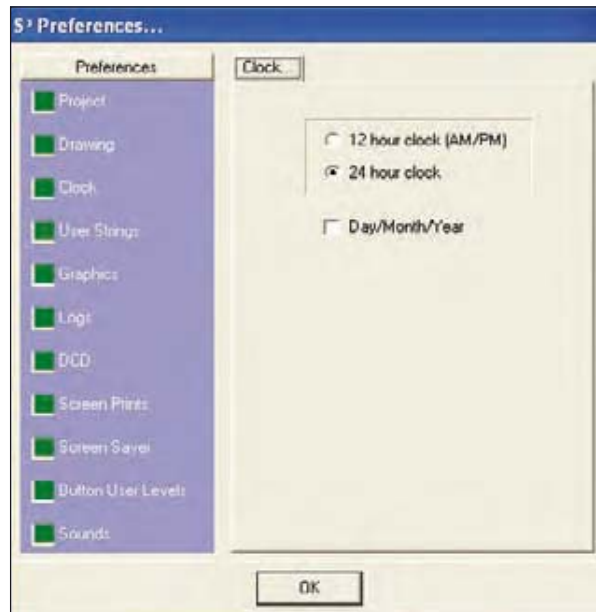 S³ Preferences...
Preferences
Project
Drawing
Clock
User Strings
Graphics
Logs
DCD
Screen Prints
Screen Saver
Button User Levels
Sounds
Clock...
12 hour clock (AM/PM)
24 hour clock
Day/Month/Year
OK